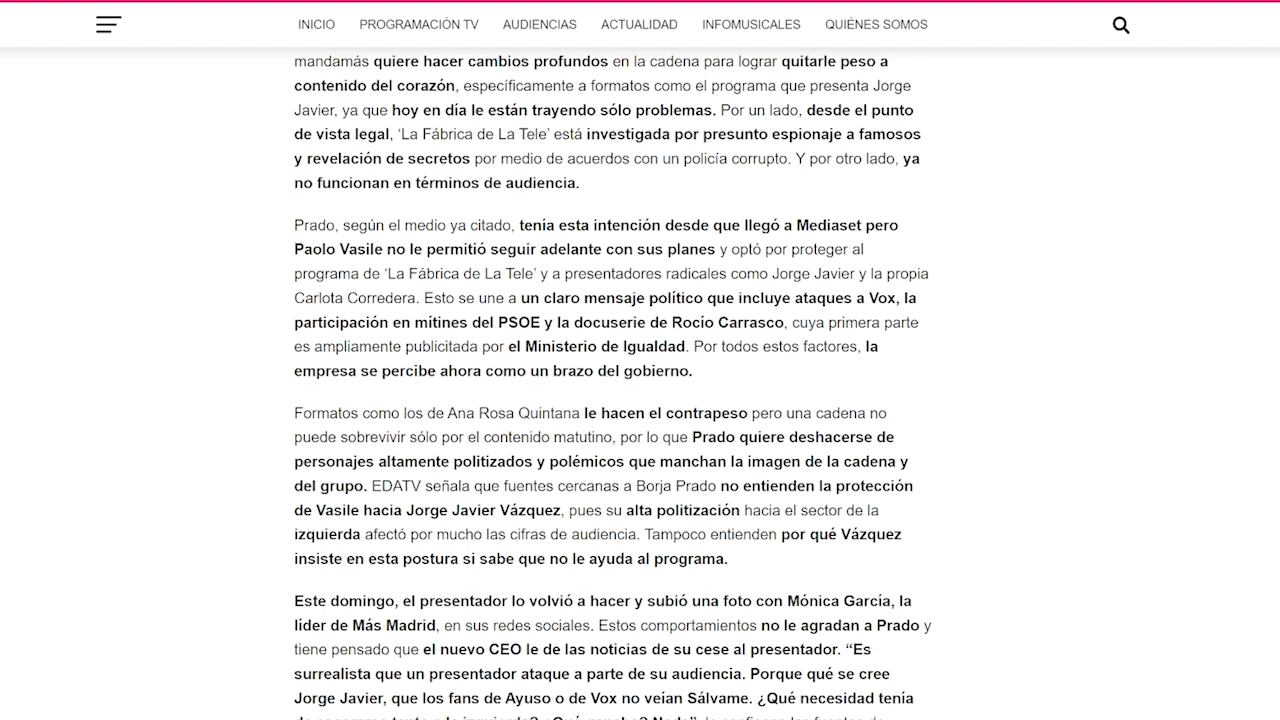 INICIO PROGRAMACIÓN TV AUDIENCIAS ACTUALIDAD INFOMUSICALES QUIÉNES SOMOS
mandamás quiere hacer cambios profundos en la cadena para lograr quitarle peso a
contenido del corazón, específicamente a formatos como el programa que presenta Jorge
Javier, ya que hoy en día le están trayendo sólo problemas. Por un lado, desde el punto
de vista legal, ‘La Fábrica de La Tele’ está investigada por presunto espionaje a famosos
y revelación de secretos por medio de acuerdos con un policía corrupto. Y por otro lado, ya
no funcionan en términos de audiencia.
Prado, según el medio ya citado, tenía esta intención desde que llegó a Mediaset pero
Paolo Vasile no le permitió seguir adelante con sus planes y optó por proteger al
programa de ‘La Fábrica de La Tele’ y a presentadores radicales como Jorge Javier y la propia
Carlota Corredera. Esto se une a un claro mensaje político que incluye ataques a Vox, la
participación en mítines del PSOE y la docuserie de Rocío Carrasco, cuya primera parte
es ampliamente publicitada por el Ministerio de Igualdad. Por todos estos factores, la
empresa se percibe ahora como un brazo del gobierno.
Formatos como los de Ana Rosa Quintana le hacen el contrapeso pero una cadena no
puede sobrevivir sólo por el contenido matutino, por lo que Prado quiere deshacerse de
personajes altamente politizados y polémicos que manchan la imagen de la cadena y
del grupo. EDATV señala que fuentes cercanas a Borja Prado no entienden la protección
de Vasile hacia Jorge Javier Vázquez, pues su alta politización hacia el sector de la
izquierda afectó por mucho las cifras de audiencia. Tampoco entienden por qué Vázquez
insiste en esta postura si sabe que no le ayuda al programa.
Este domingo, el presentador lo volvió a hacer y subió una foto con Mónica García, la
líder de Más Madrid, en sus redes sociales. Estos comportamientos no le agradan a Prado y
tiene pensado que el nuevo CEO le de las noticias de su cese al presentador. “Es
surrealista que un presentador ataque a parte de su audiencia. Porque qué se cree
Jorge Javier, que los fans de Ayuso o de Vox no veían Sálvame. ¿Qué necesidad tenía